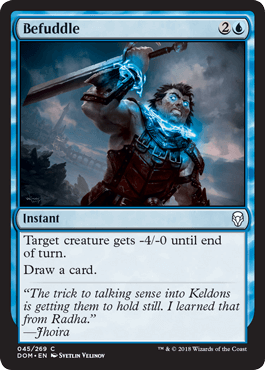 Befuddle 2
Instant
Target creature gets -4/-0 until end
of turn.
Draw a card.
“The trick to talking sense into Keldons
is getting them to hold still. I learned that
from Radha.”
—Jhoira
045/269 C
DOM • EN SVETLIN VELINOV
™ & © 2018 Wizards of the Coast